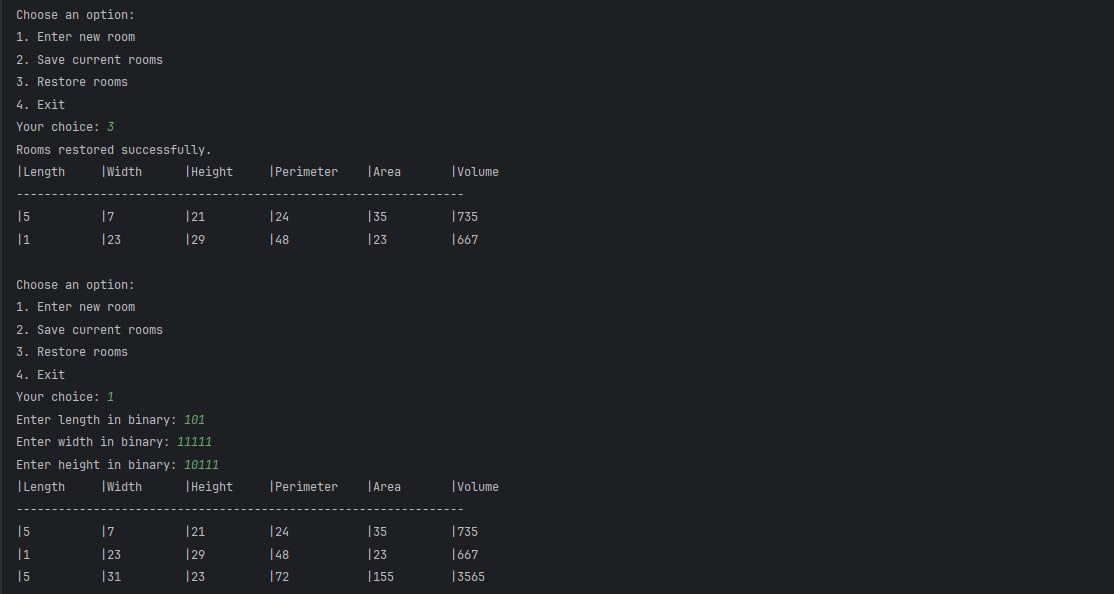 Choose an option:
1. Enter new room
2. Save current rooms
3. Restore rooms
4. Exit
Your choice: 3
Rooms restored successfully.
|Length     |Width      |Height     |Perimeter    |Area       |Volume
----------------------------------------------------------------
|5          |7          |21         |24           |35         |735
|1          |23         |29         |48           |23         |667

Choose an option:
1. Enter new room
2. Save current rooms
3. Restore rooms
4. Exit
Your choice: 1
Enter length in binary: 101
Enter width in binary: 11111
Enter height in binary: 10111
|Length     |Width      |Height     |Perimeter    |Area       |Volume
----------------------------------------------------------------
|5          |7          |21         |24           |35         |735
|1          |23         |29         |48           |23         |667
|5          |31         |23         |72           |155        |3565